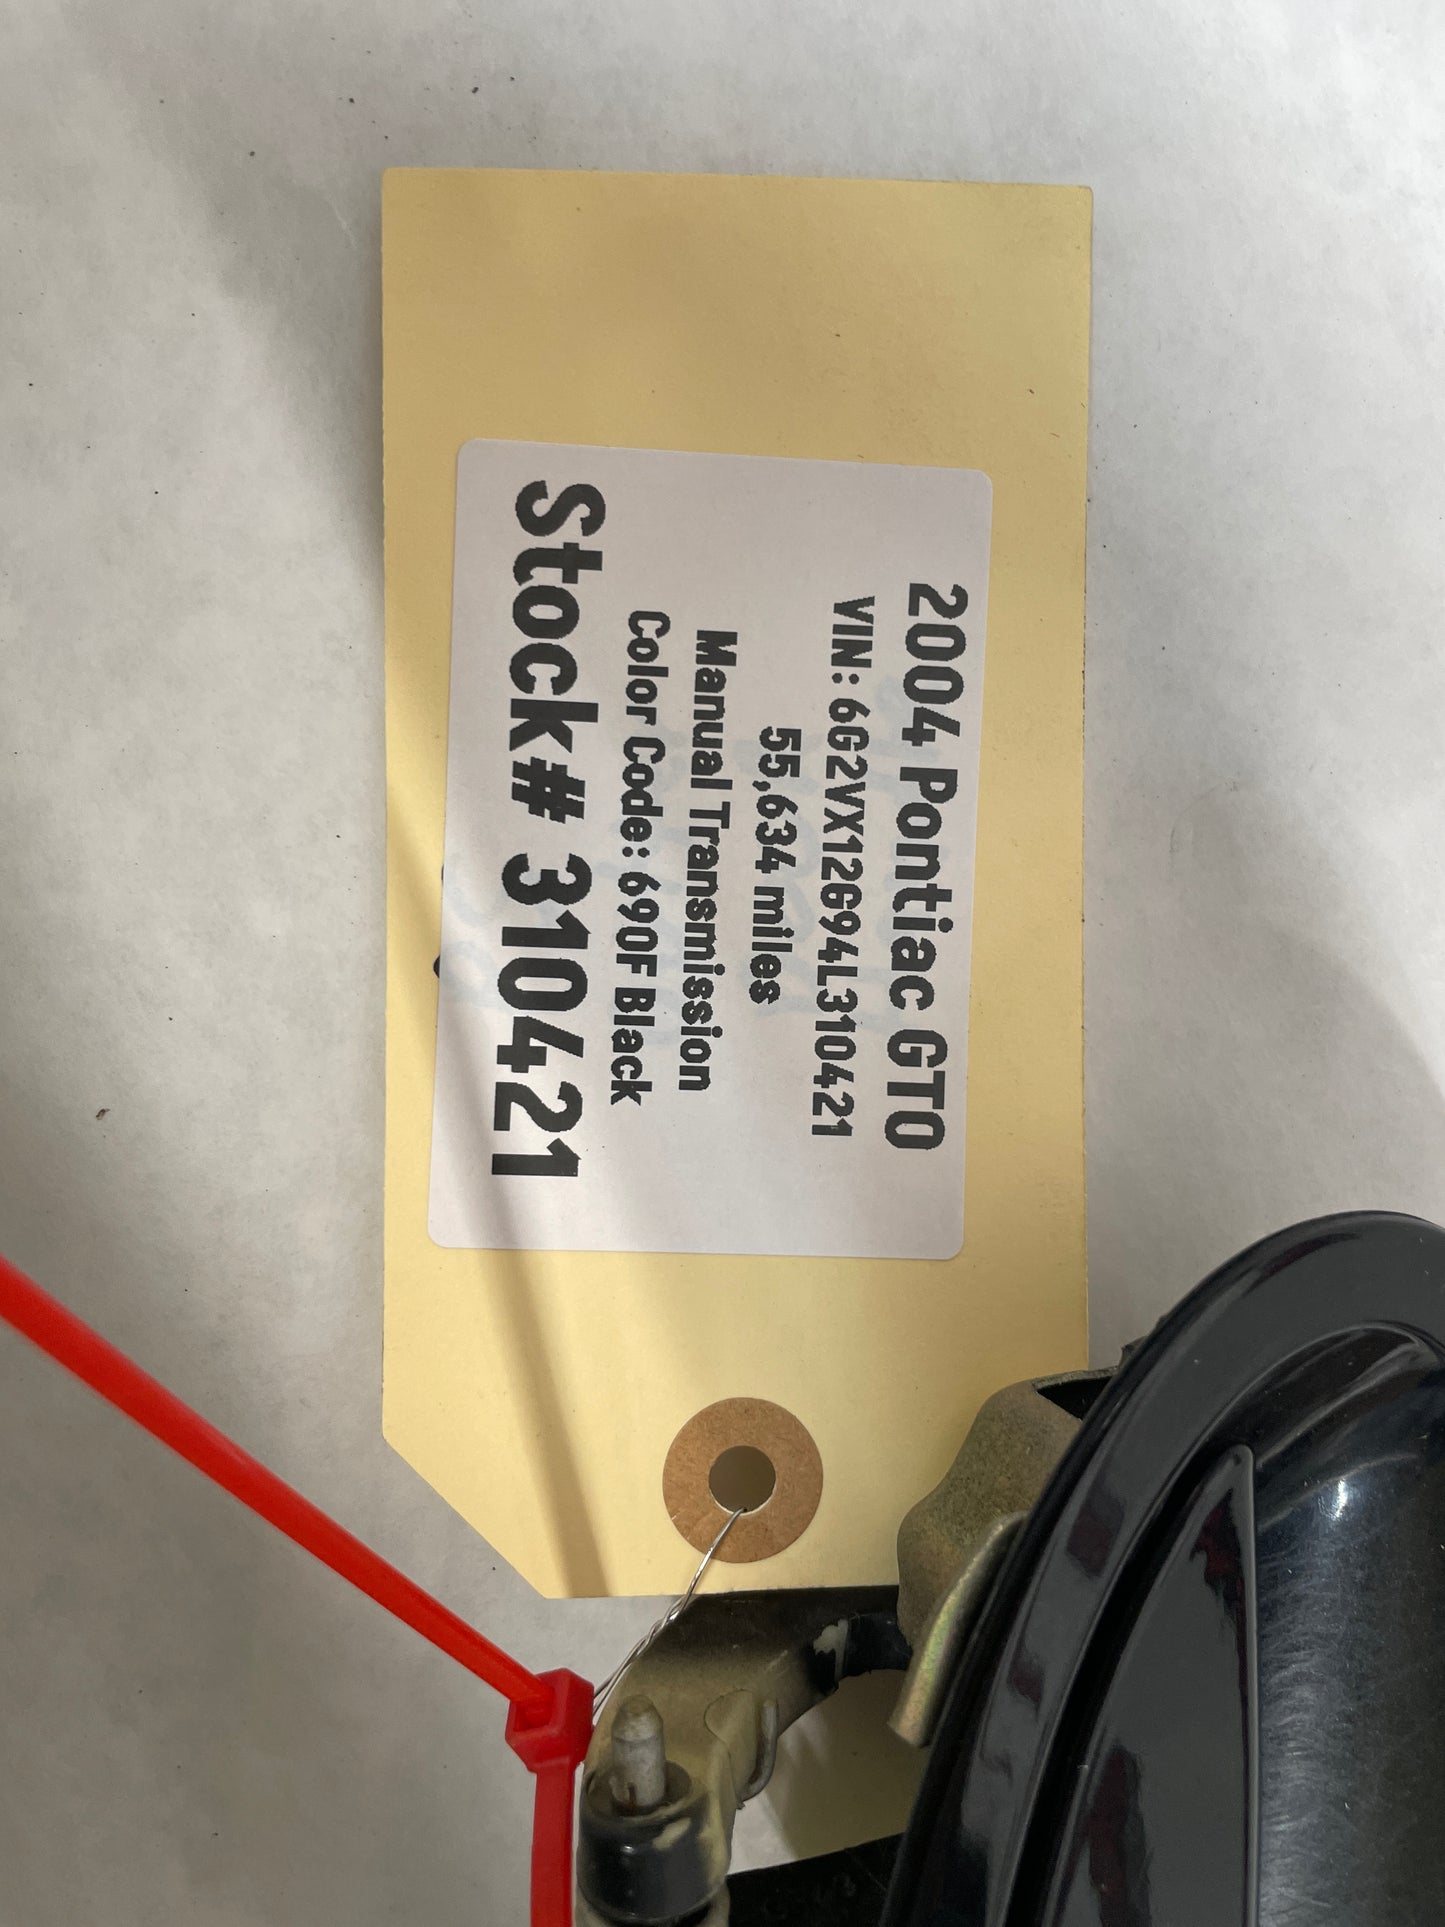 2004 Pontiac GTO
VIN: 6G2VX12G94L310421
55,634 miles
Manual Transmission
Color Code: 690F Black
Stock# 310421